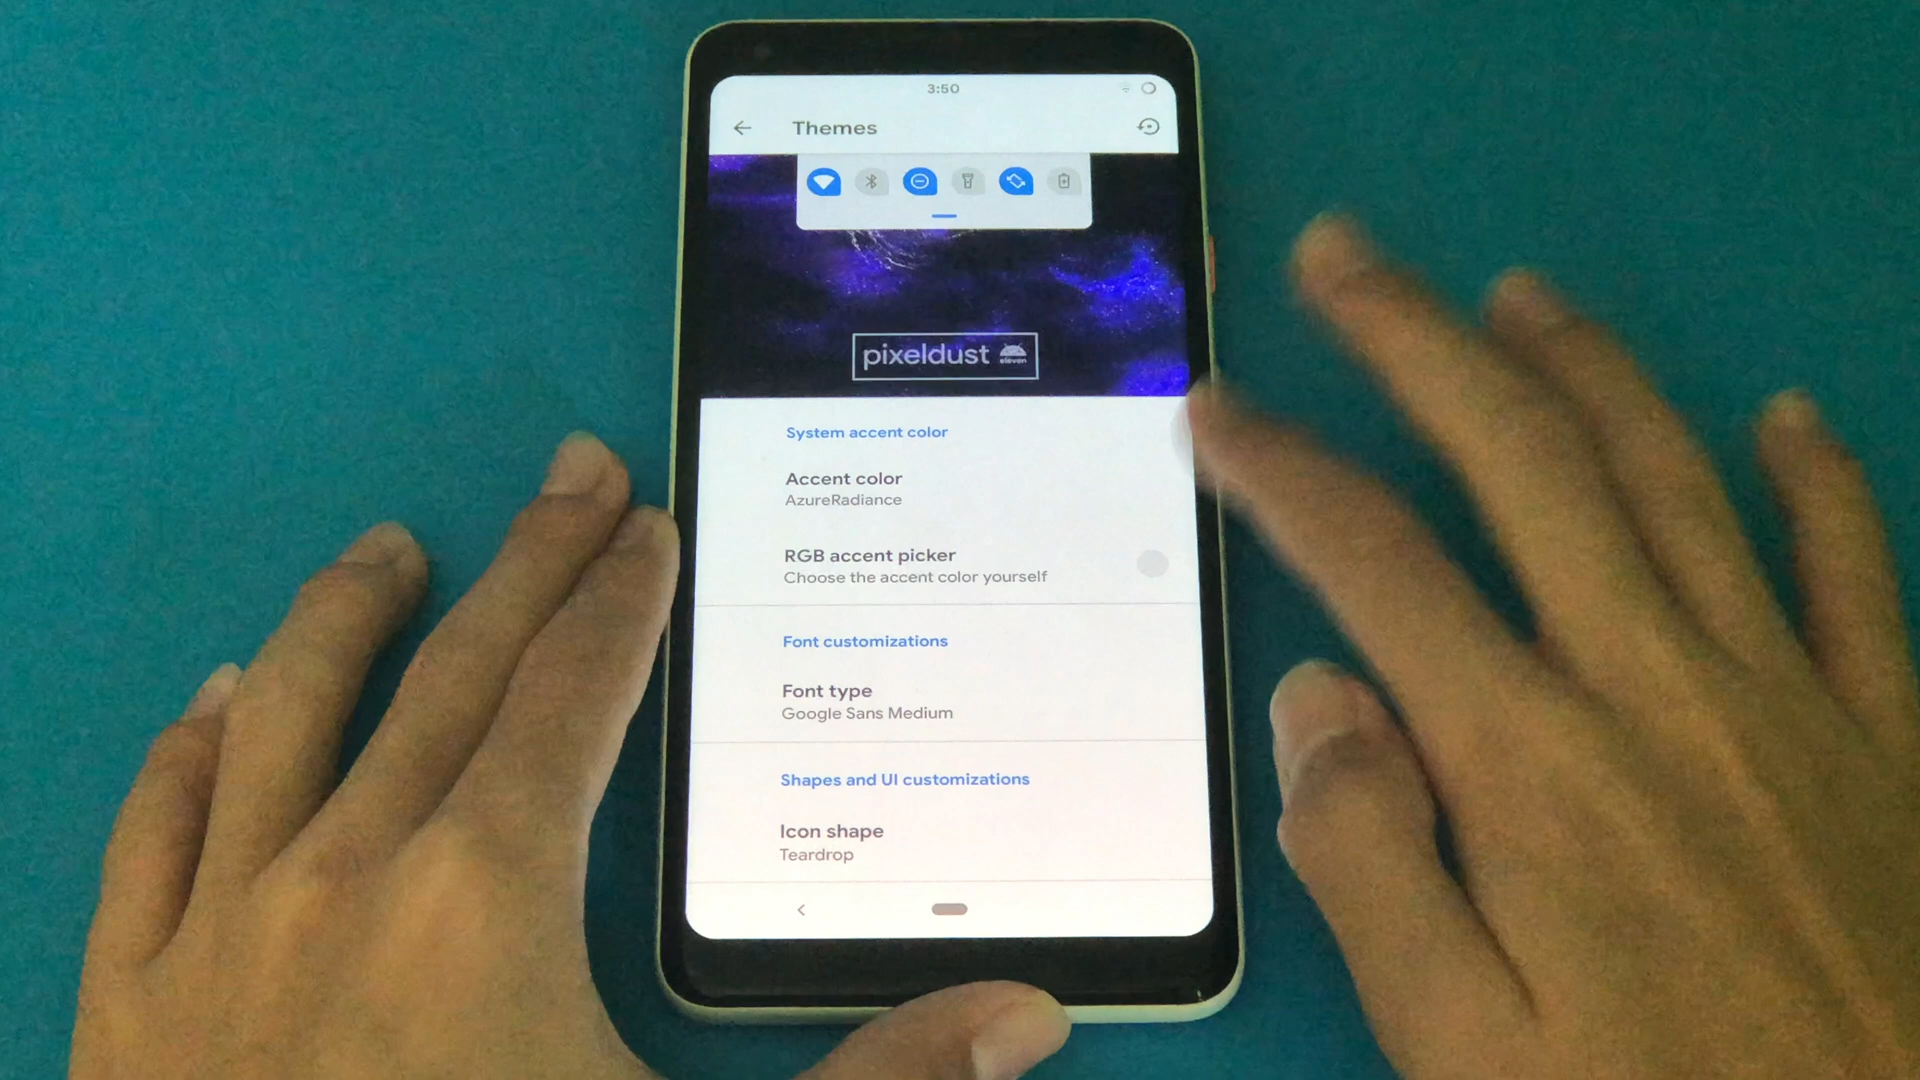 3:50
Themes
pixeldust
eleven
System accent color
Accent color
AzureRadiance
RGB accent picker
Choose the accent color yourself
Font customizations
Font type
Google Sans Medium
Shapes and UI customizations
Icon shape
Teardrop